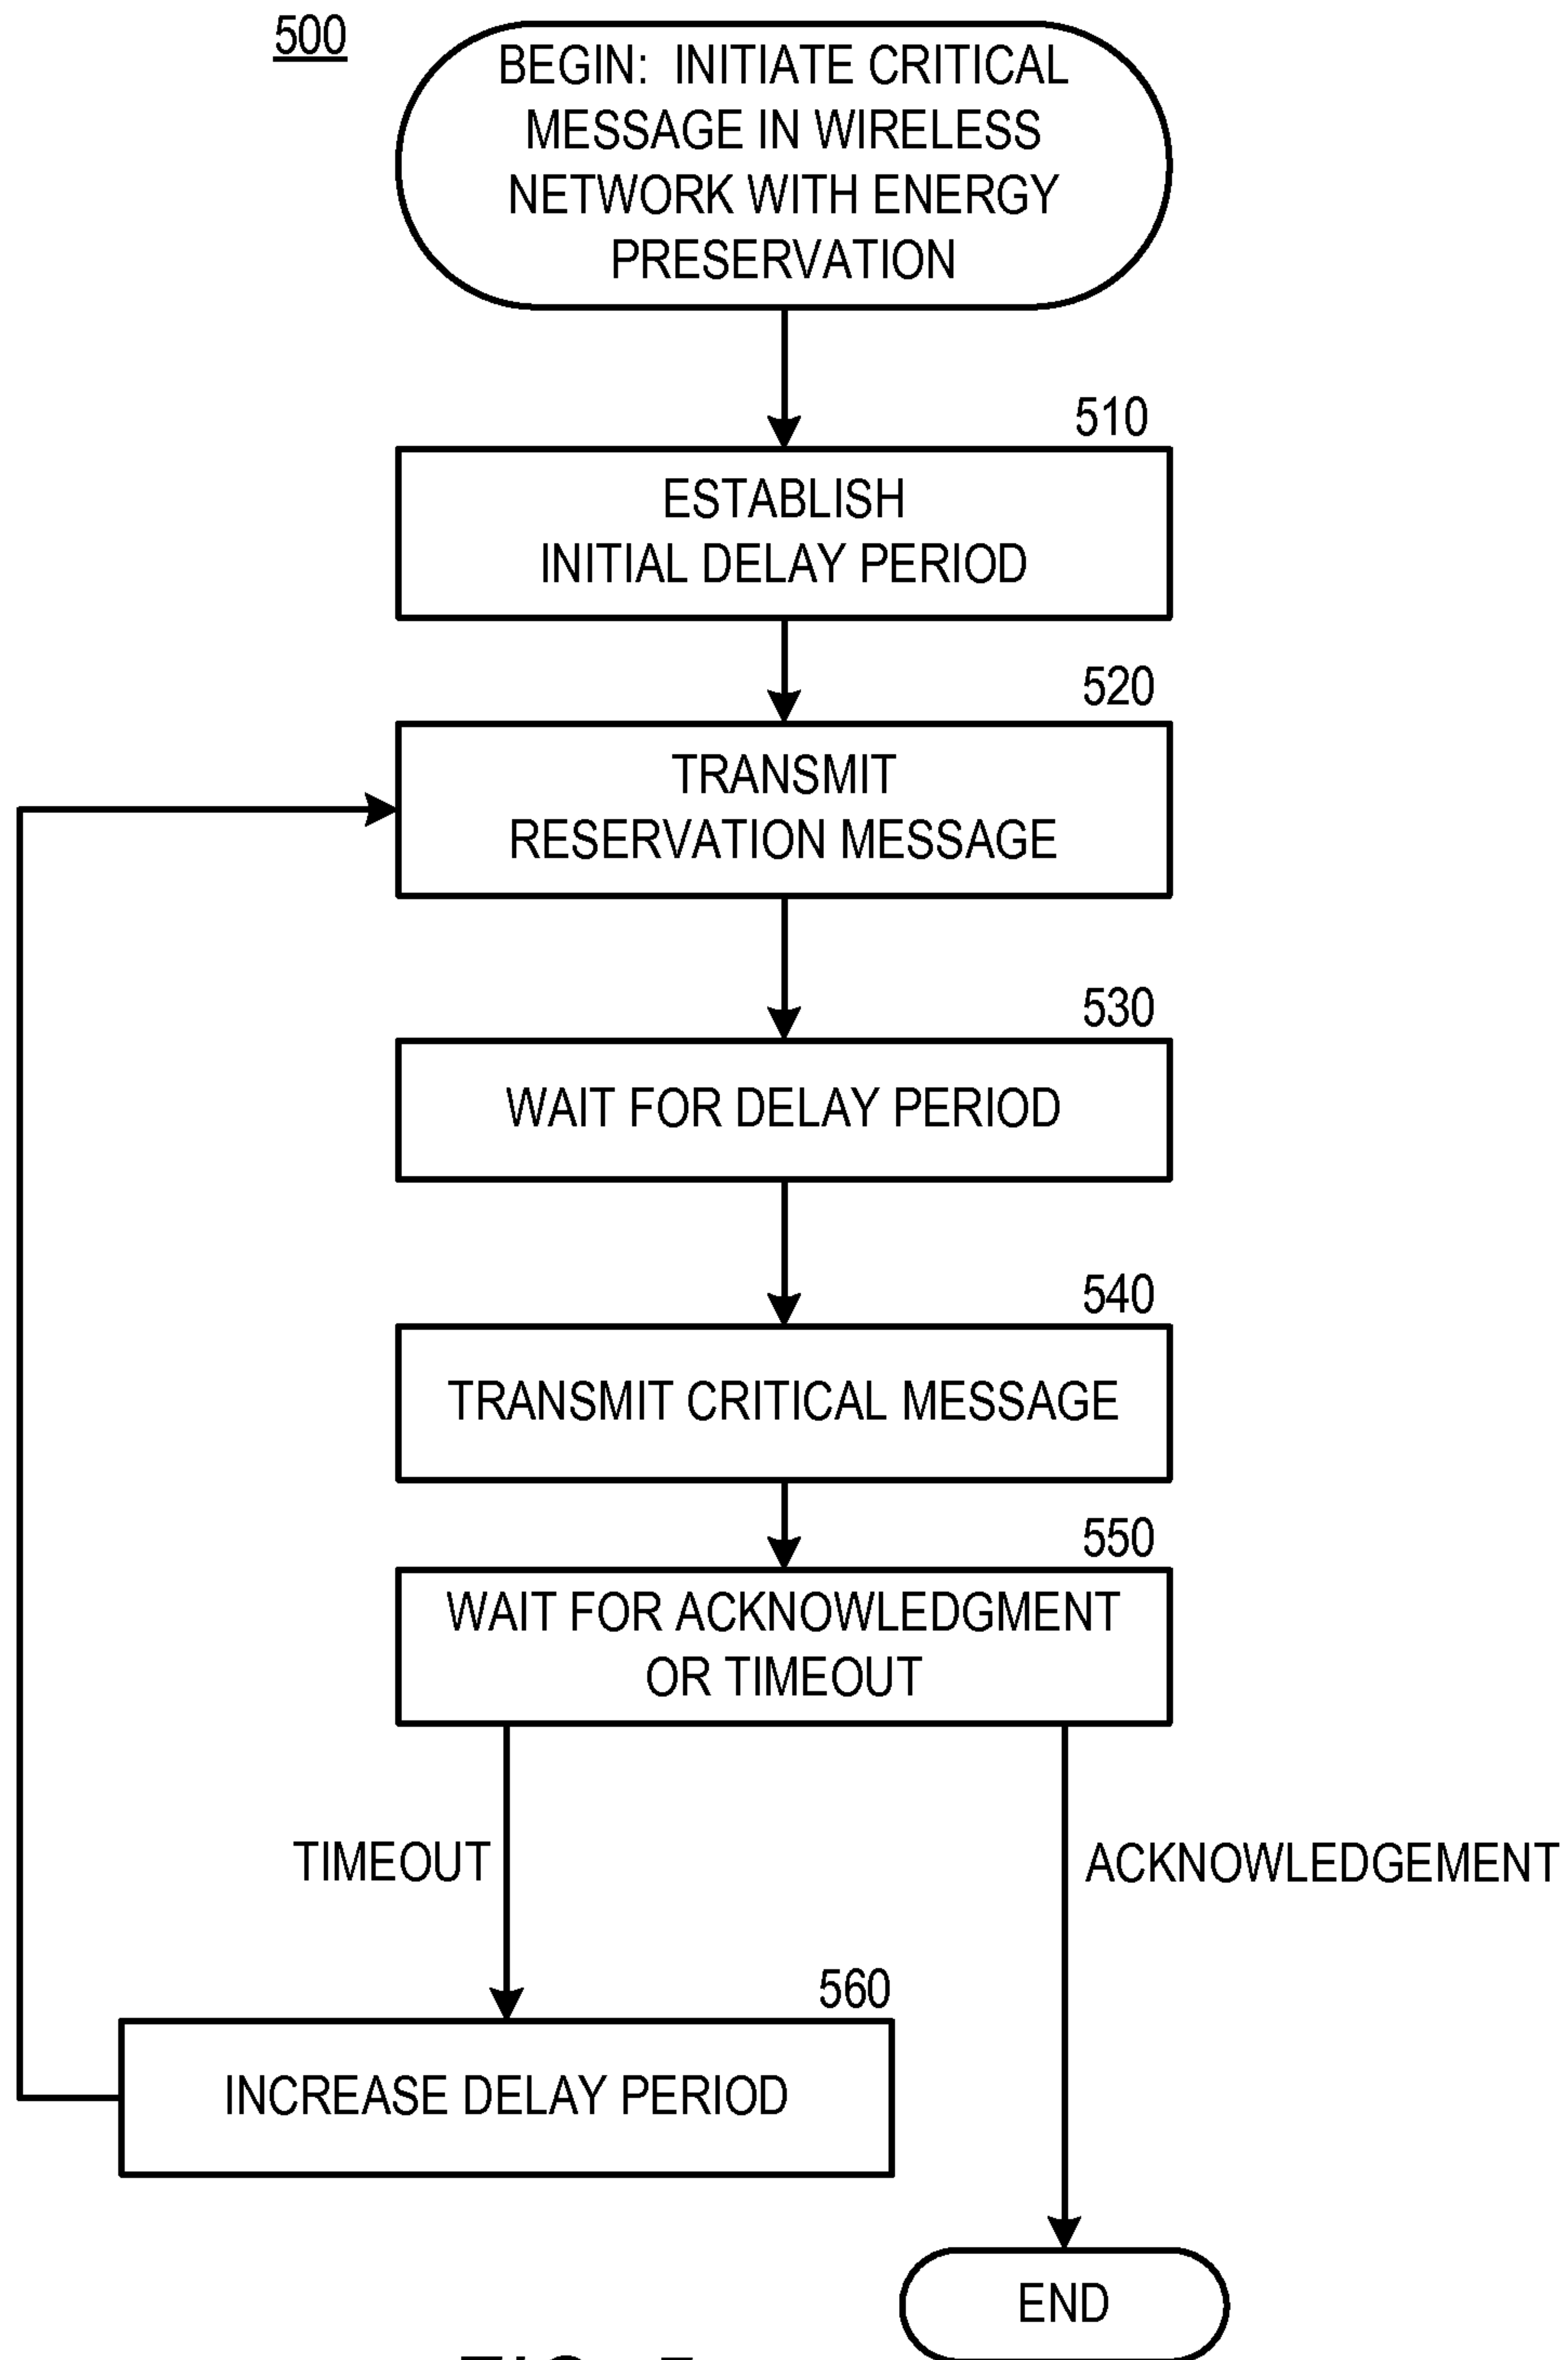 500
BEGIN: INITIATE CRITICAL
MESSAGE IN WIRELESS
NETWORK WITH ENERGY
PRESERVATION
510
ESTABLISH
INITIAL DELAY PERIOD
520
TRANSMIT
RESERVATION MESSAGE
530
WAIT FOR DELAY PERIOD
540
TRANSMIT CRITICAL MESSAGE
550
WAIT FOR ACKNOWLEDGMENT
OR TIMEOUT
TIMEOUT
ACKNOWLEDGEMENT
560
INCREASE DELAY PERIOD
END